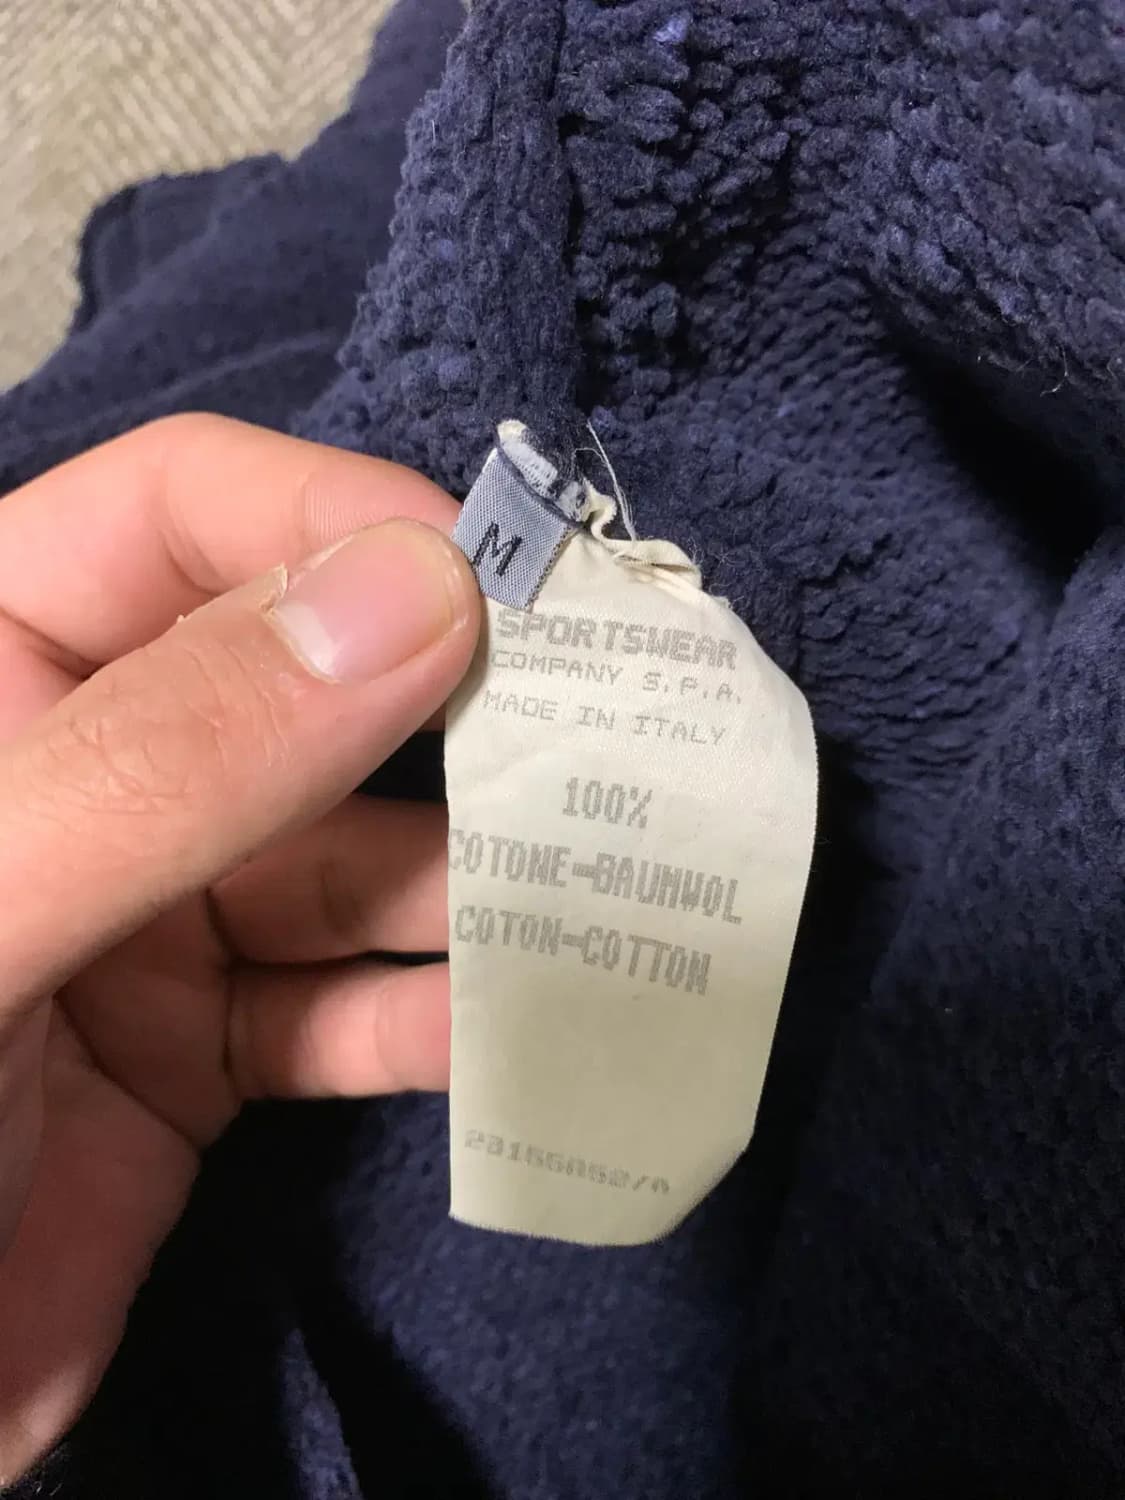 M
SPORTSWEAR
COMPANY S.P.A.
MADE IN ITALY
100%
COTONE-BAUMWOL
COTON-COTTON